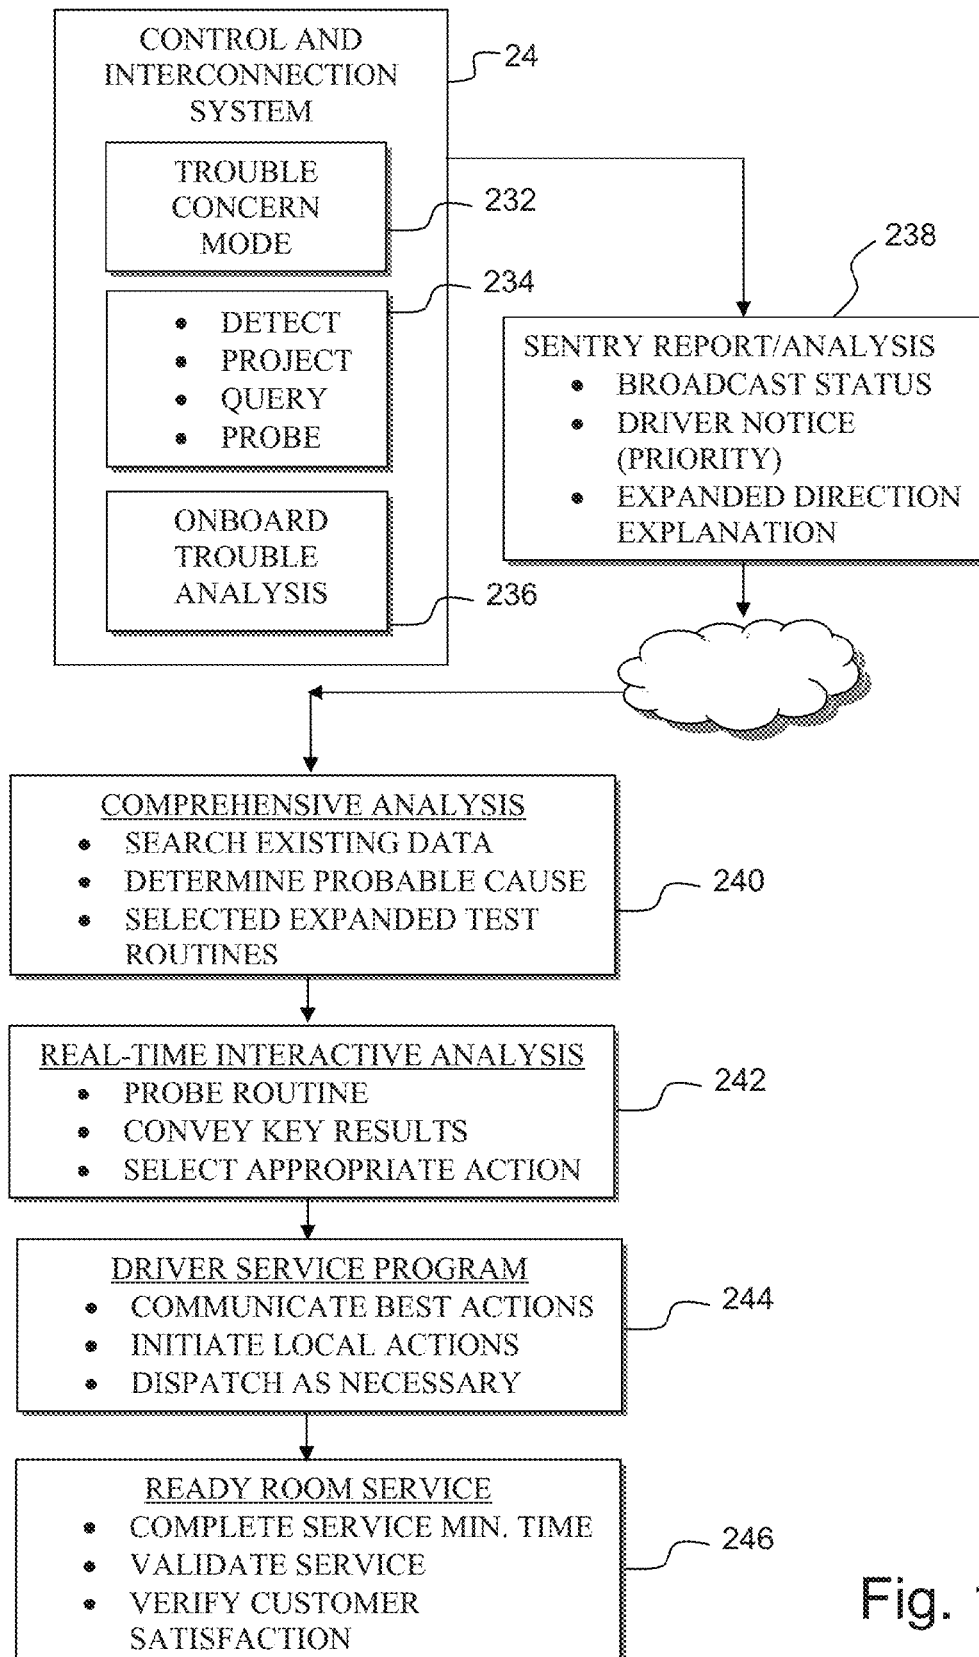 CONTROL AND
INTERCONNECTION
SYSTEM
24
TROUBLE
CONCERN
MODE
232
234
• DETECT
• PROJECT
• QUERY
• PROBE
ONBOARD
TROUBLE
ANALYSIS
236
238
SENTRY REPORT/ANALYSIS
• BROADCAST STATUS
• DRIVER NOTICE
(PRIORITY)
• EXPANDED DIRECTION
EXPLANATION
COMPREHENSIVE ANALYSIS
• SEARCH EXISTING DATA
• DETERMINE PROBABLE CAUSE
• SELECTED EXPANDED TEST
ROUTINES
240
REAL-TIME INTERACTIVE ANALYSIS
• PROBE ROUTINE
• CONVEY KEY RESULTS
• SELECT APPROPRIATE ACTION
242
DRIVER SERVICE PROGRAM
• COMMUNICATE BEST ACTIONS
• INITIATE LOCAL ACTIONS
• DISPATCH AS NECESSARY
244
READY ROOM SERVICE
• COMPLETE SERVICE MIN. TIME
• VALIDATE SERVICE
• VERIFY CUSTOMER
SATISFACTION
246
Fig.